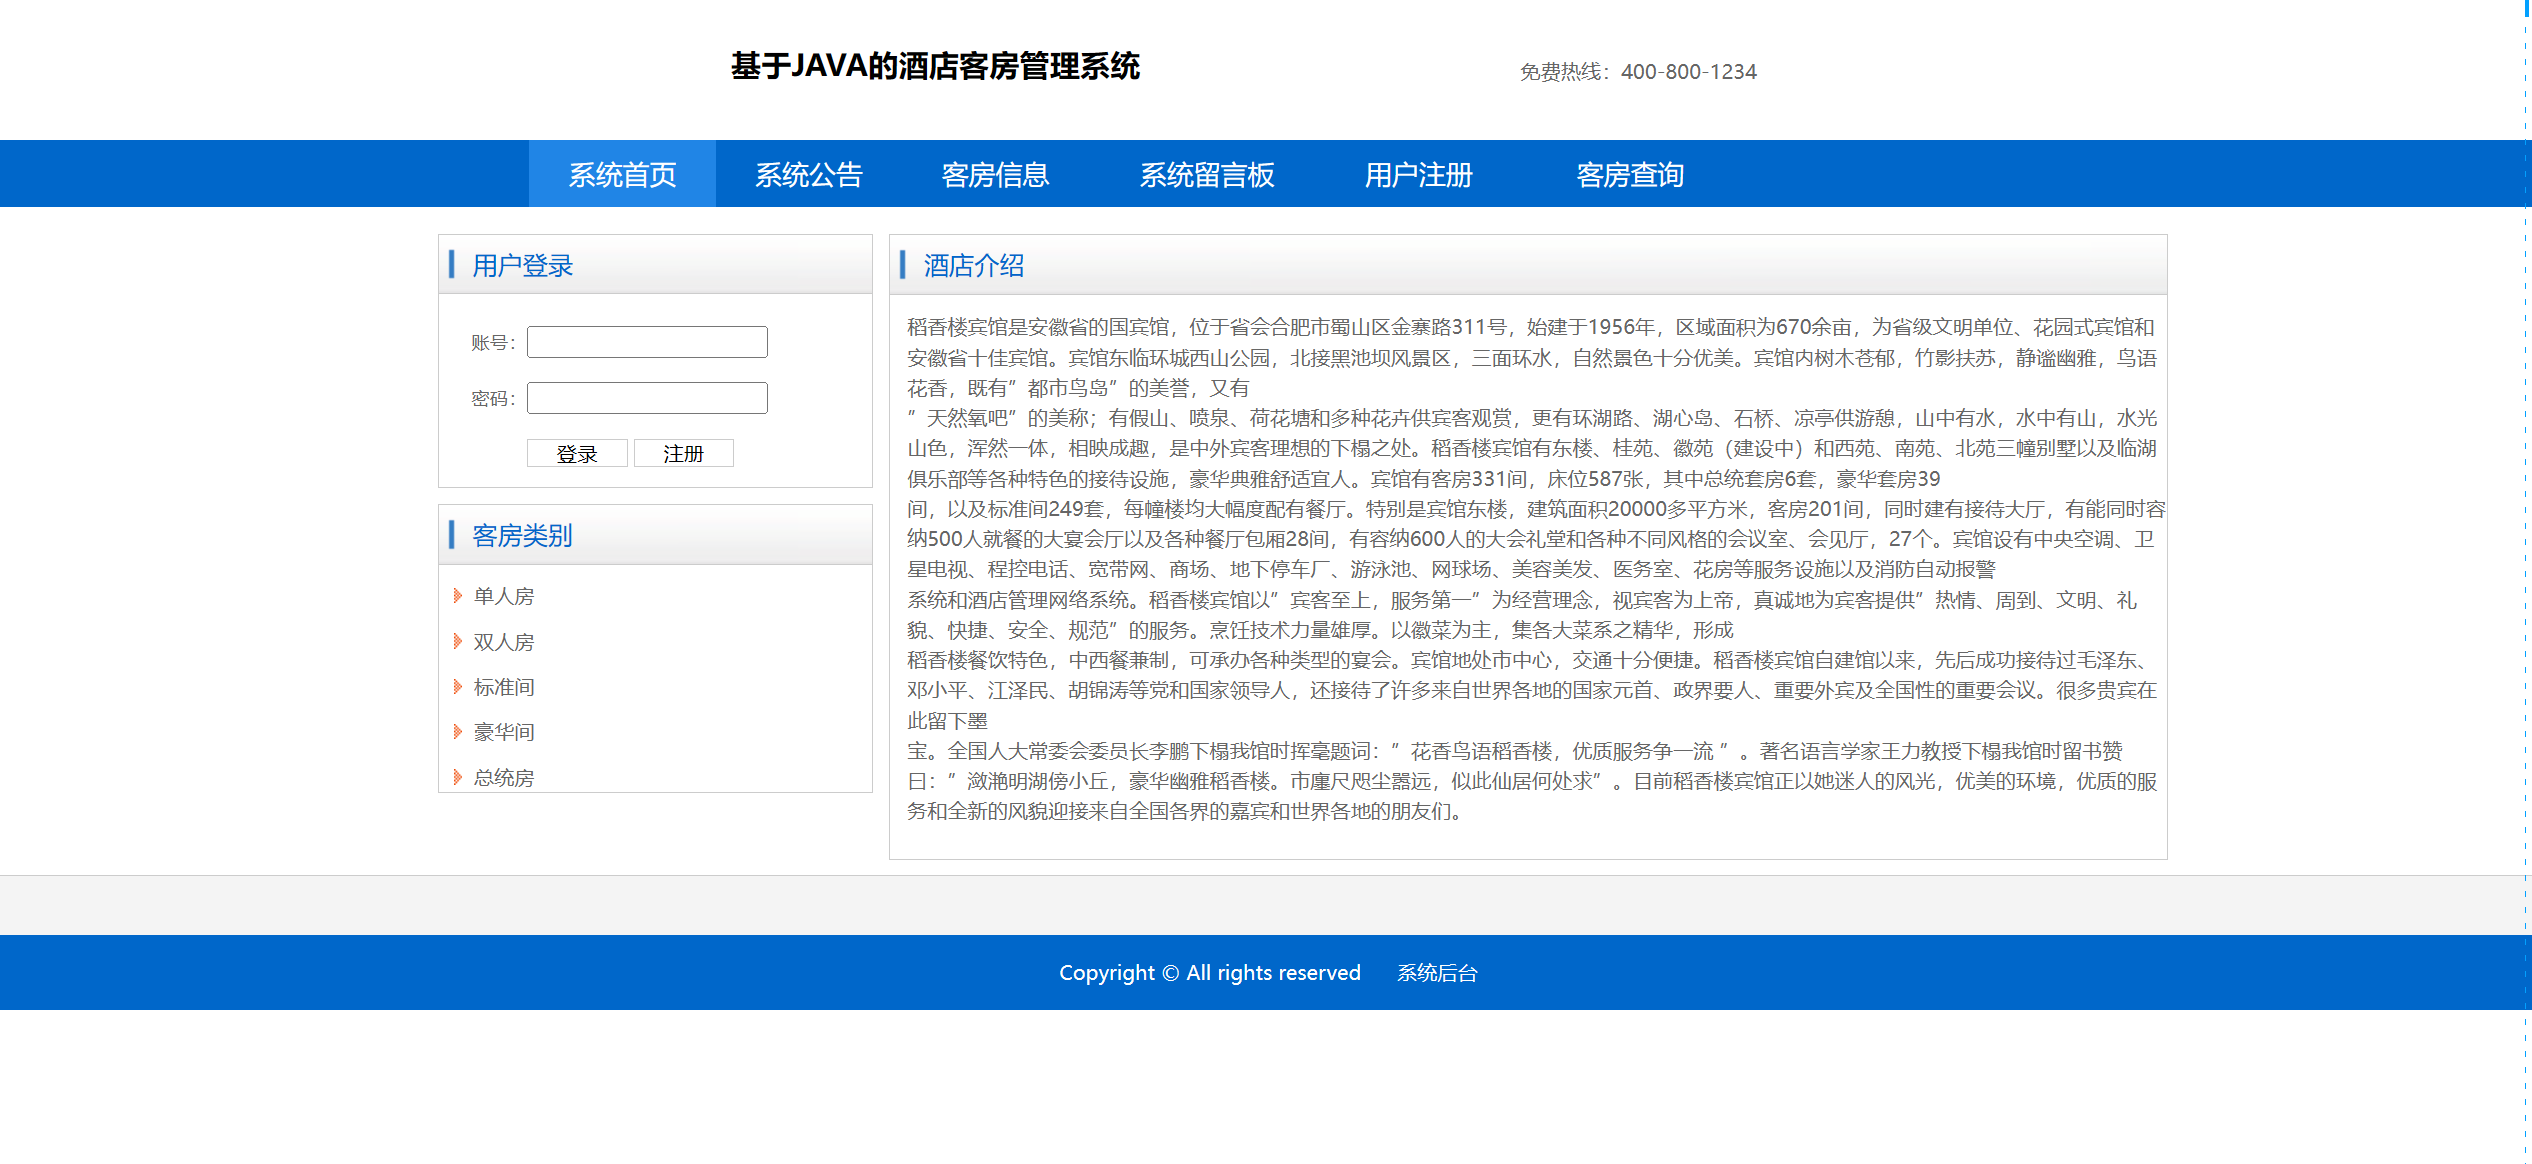 基于JAVA的酒店客房管理系统
免费热线：400-800-1234
系统首页 系统公告 客房信息 系统留言板 用户注册 客房查询
用户登录
账号：
密码：
登录 注册
客房类别
单人房
双人房
标准间
豪华间
总统房
酒店介绍
稻香楼宾馆是安徽省的国宾馆，位于省会合肥市蜀山区金寨路311号，始建于1956年，区域面积为670余亩，为省级文明单位、花园式宾馆和
安徽省十佳宾馆。宾馆东临环城西山公园，北接黑池坝风景区，三面环水，自然景色十分优美。宾馆内树木苍郁，竹影扶苏，静谧幽雅，鸟语
花香，既有”都市鸟岛”的美誉，又有
”天然氧吧”的美称；有假山、喷泉、荷花塘和多种花卉供宾客观赏，更有环湖路、湖心岛、石桥、凉亭供游憩，山中有水，水中有山，水光
山色，浑然一体，相映成趣，是中外宾客理想的下榻之处。稻香楼宾馆有东楼、桂苑、徽苑（建设中）和西苑、南苑、北苑三幢别墅以及临湖
俱乐部等各种特色的接待设施，豪华典雅舒适宜人。宾馆有客房331间，床位587张，其中总统套房6套，豪华套房39
间，以及标准间249套，每幢楼均大幅度配有餐厅。特别是宾馆东楼，建筑面积20000多平方米，客房201间，同时建有接待大厅，有能同时容
纳500人就餐的大宴会厅以及各种餐厅包厢28间，有容纳600人的大会礼堂和各种不同风格的会议室、会见厅，27个。宾馆设有中央空调、卫
星电视、程控电话、宽带网、商场、地下停车厂、游泳池、网球场、美容美发、医务室、花房等服务设施以及消防自动报警
系统和酒店管理网络系统。稻香楼宾馆以”宾客至上，服务第一”为经营理念，视宾客为上帝，真诚地为宾客提供”热情、周到、文明、礼
貌、快捷、安全、规范”的服务。烹饪技术力量雄厚。以徽菜为主，集各大菜系之精华，形成
稻香楼餐饮特色，中西餐兼制，可承办各种类型的宴会。宾馆地处市中心，交通十分便捷。稻香楼宾馆自建馆以来，先后成功接待过毛泽东、
邓小平、江泽民、胡锦涛等党和国家领导人，还接待了许多来自世界各地的国家元首、政界要人、重要外宾及全国性的重要会议。很多贵宾在
此留下墨
宝。全国人大常委会委员长李鹏下榻我馆时挥毫题词：”花香鸟语稻香楼，优质服务争一流 ”。著名语言学家王力教授下榻我馆时留书赞
曰：”潋滟明湖傍小丘，豪华幽雅稻香楼。市廛尺咫尘嚣远，似此仙居何处求”。目前稻香楼宾馆正以她迷人的风光，优美的环境，优质的服
务和全新的风貌迎接来自全国各界的嘉宾和世界各地的朋友们。
Copyright © All rights reserved 系统后台